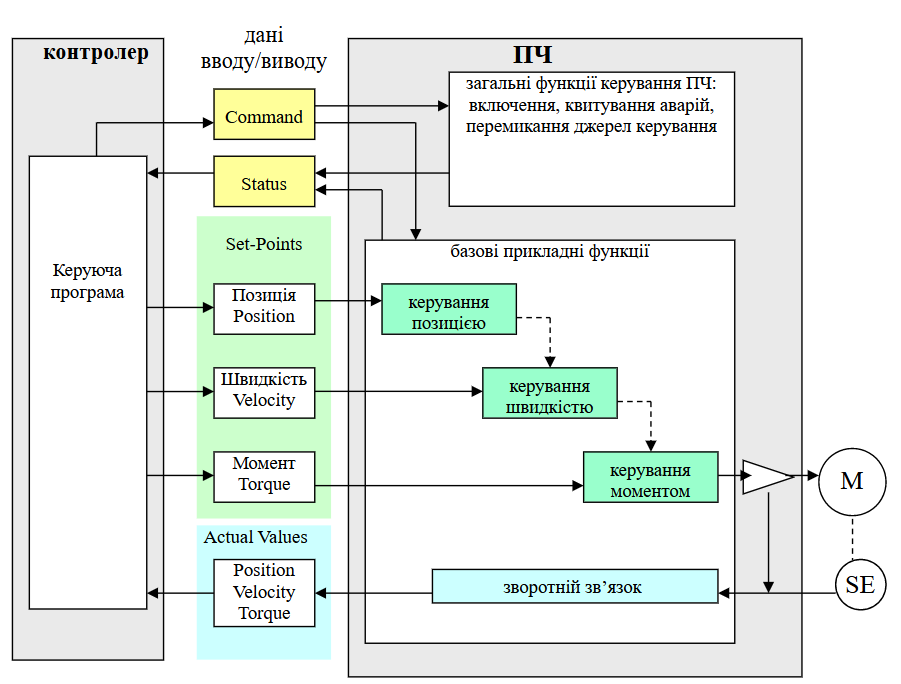 контролер
дані
вводу/виводу
ПЧ
загальні функції керування ПЧ:
включення, квитування аварій,
перемикання джерел керування
Command
Status
Set-Points
базові прикладні функції
Керуюча
програма
Позиція
Position
керування
позицією
Швидкість
Velocity
керування
швидкістю
Момент
Torque
керування
моментом
M
Actual Values
Position
Velocity
Torque
зворотній зв’язок
SE